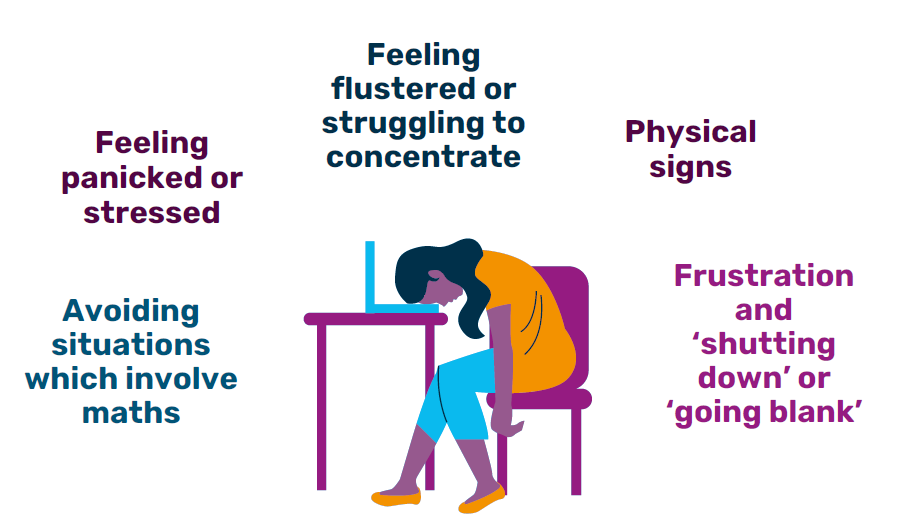 Feeling
flustered or
struggling to
concentrate
Feeling
panicked or
stressed
Physical
signs
Avoiding
situations
which involve
maths
Frustration
and
‘shutting
down’ or
‘going blank’